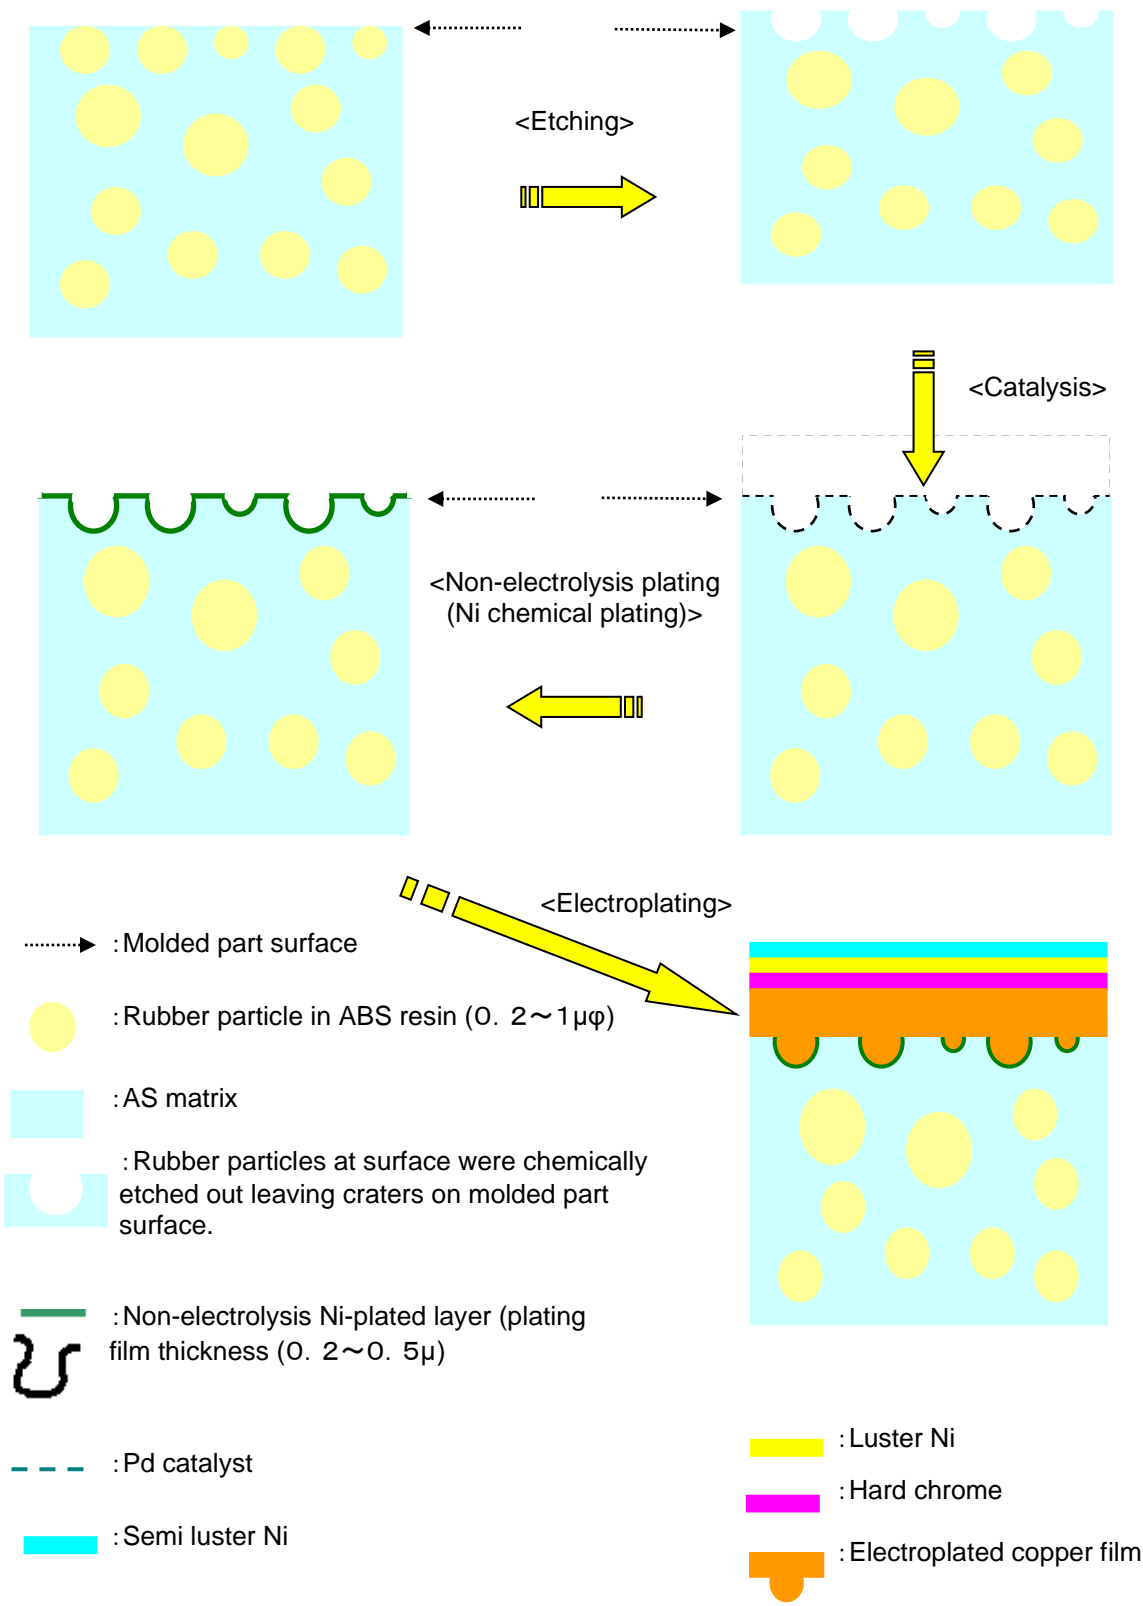 <Etching>
<Catalysis>
<Non-electrolysis plating
(Ni chemical plating)>
<Electroplating>
:Molded part surface
:Rubber particle in ABS resin (0. 2~1μφ)
:AS matrix
:Rubber particles at surface were chemically
etched out leaving craters on molded part
surface.
:Non-electrolysis Ni-plated layer (plating
film thickness (0. 2~0. 5μ)
:Pd catalyst
:Semi luster Ni
:Luster Ni
:Hard chrome
:Electroplated copper film